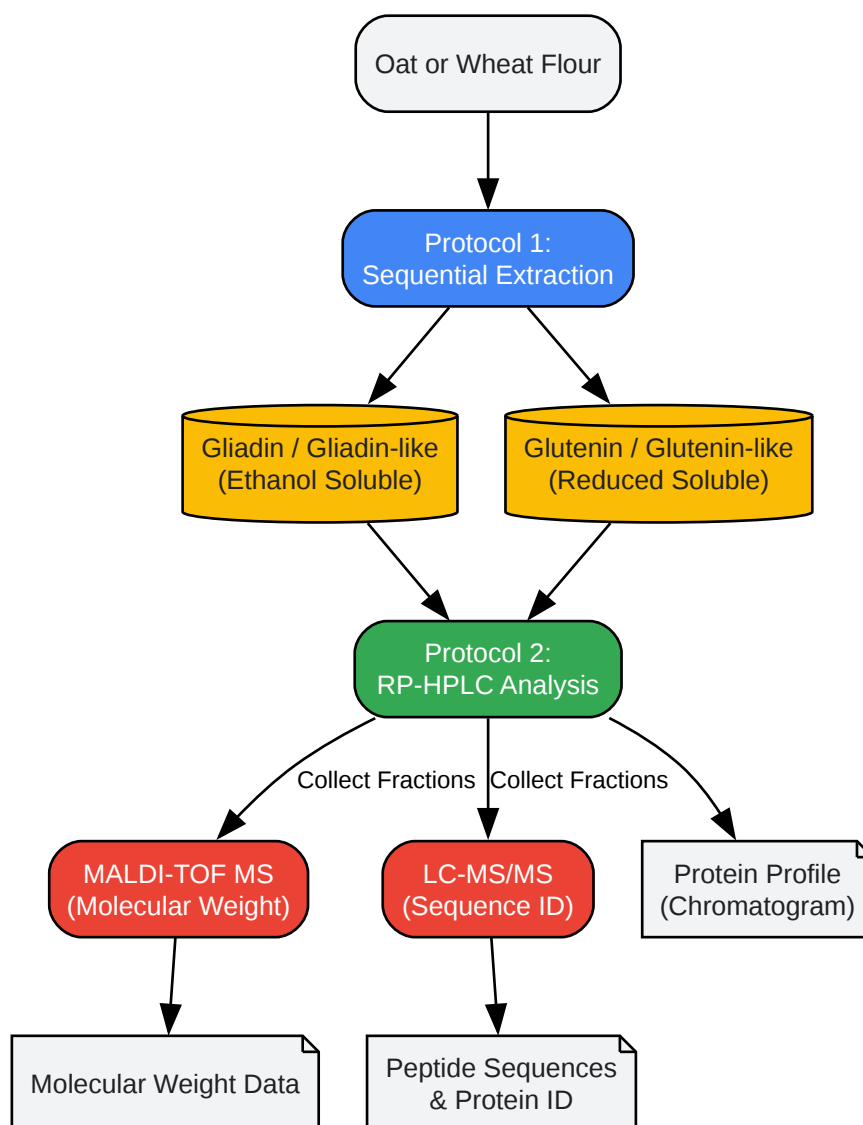 Oat or Wheat Flour
Protocol 1:
Sequential Extraction
Gliadin / Gliadin-like
(Ethanol Soluble)
Glutenin / Glutenin-like
(Reduced Soluble)
Protocol 2:
RP-HPLC Analysis
Collect Fractions
Collect Fractions
MALDI-TOF MS
(Molecular Weight)
LC-MS/MS
(Sequence ID)
Protein Profile
(Chromatogram)
Molecular Weight Data
Peptide Sequences
& Protein ID